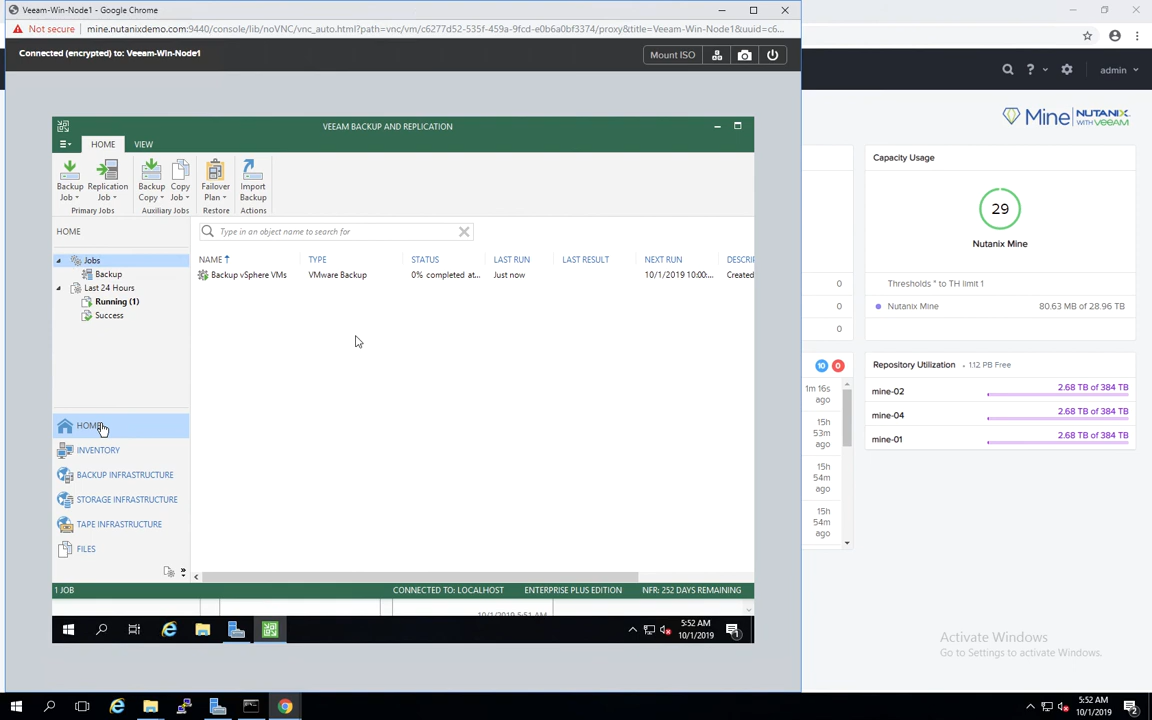 Veeam-Win-Node1 - Google Chrome
Not secure mine.nutanixdemo.com:9440/console/lib/noVNC/vnc_auto.html?path=vnc/vm/c6277d52-535f-459a-9fcd-e0b6a0bf3374/proxy&title=Veeam-Win-Node1&uuid=c6...
Connected (encrypted) to: Veeam-Win-Node1
Mount ISO
? admin
VEEAM BACKUP AND REPLICATION
HOME VIEW
Backup Job
Replication Job
Backup Copy
Copy Job
Failover Plan
Import Backup
Primary Jobs
Auxiliary Jobs
Restore
Actions
HOME
Type in an object name to search for
Jobs
Backup
Last 24 Hours
Running (1)
Success
NAME TYPE STATUS LAST RUN LAST RESULT NEXT RUN DESCRI
Backup vSphere VMs VMware Backup 0% completed at... Just now 10/1/2019 10:00:... Created
HOME
INVENTORY
BACKUP INFRASTRUCTURE
STORAGE INFRASTRUCTURE
TAPE INFRASTRUCTURE
FILES
1 JOB CONNECTED TO: LOCALHOST ENTERPRISE PLUS EDITION NFR: 252 DAYS REMAINING
5:52 AM
10/1/2019
1
Mine NUTANIX
WITH VEEAM
Capacity Usage
29
Nutanix Mine
0
Thresholds * to TH limit 1
0
Nutanix Mine 80.63 MB of 28.96 TB
0
10 0
1m 16s ago
15h 53m ago
15h 54m ago
15h 54m ago
Repository Utilization • 1.12 PB Free
mine-02 2.68 TB of 384 TB
mine-04 2.68 TB of 384 TB
mine-01 2.68 TB of 384 TB
Activate Windows
Go to Settings to activate Windows.
5:52 AM
10/1/2019
2